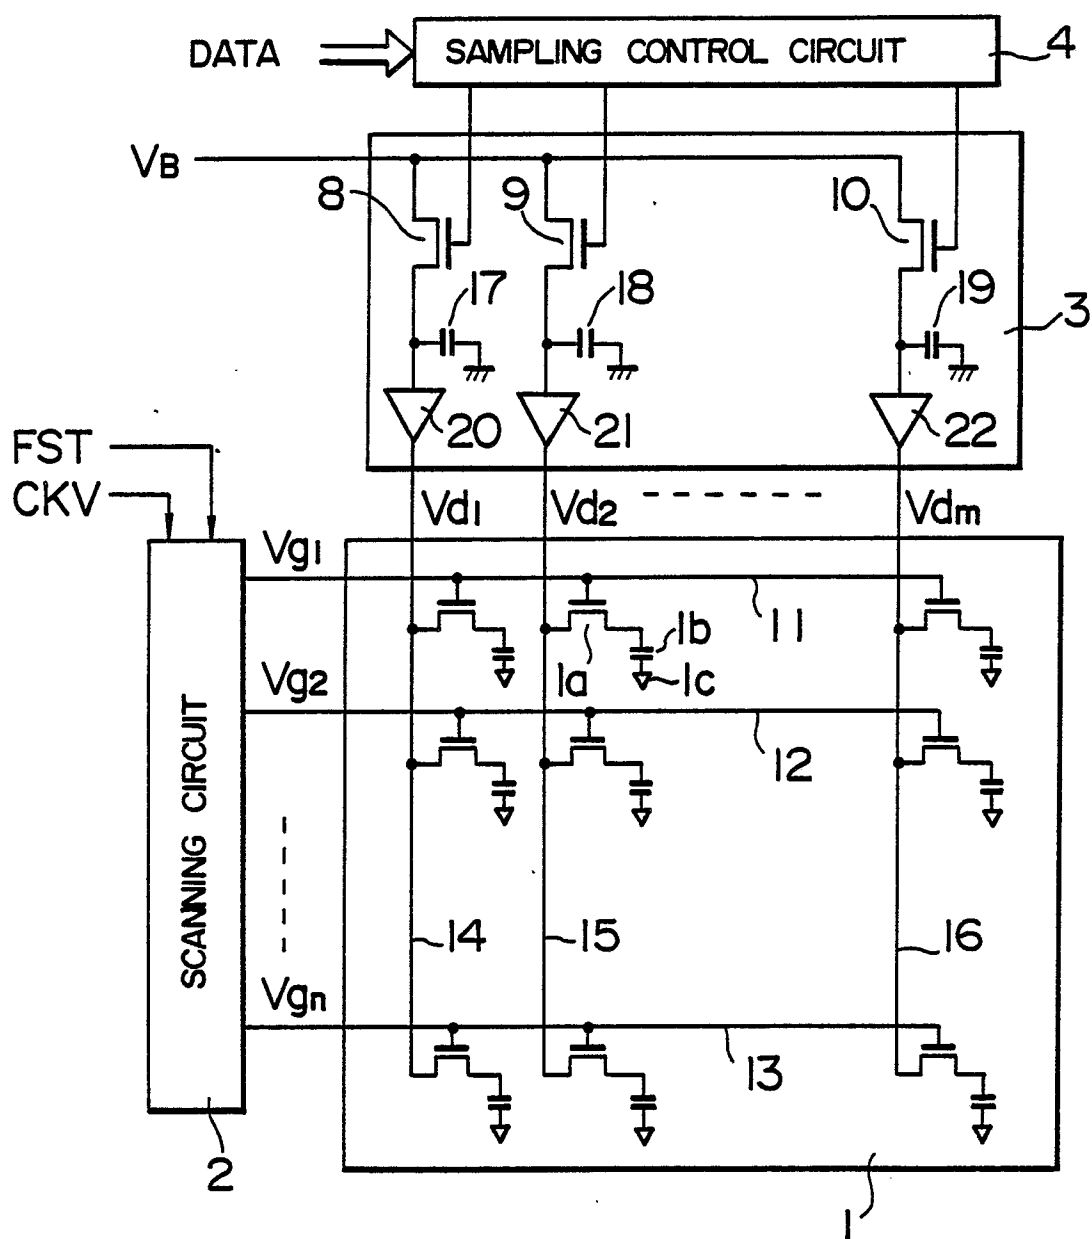 DATA
SAMPLING CONTROL CIRCUIT
4
VB
8
9
10
17
18
19
3
20
21
22
FST
CKV
Vd1
Vd2
Vdm
Vg1
11
1b
1a
1c
Vg2
12
SCANNING CIRCUIT
14
15
16
Vgn
13
2
1